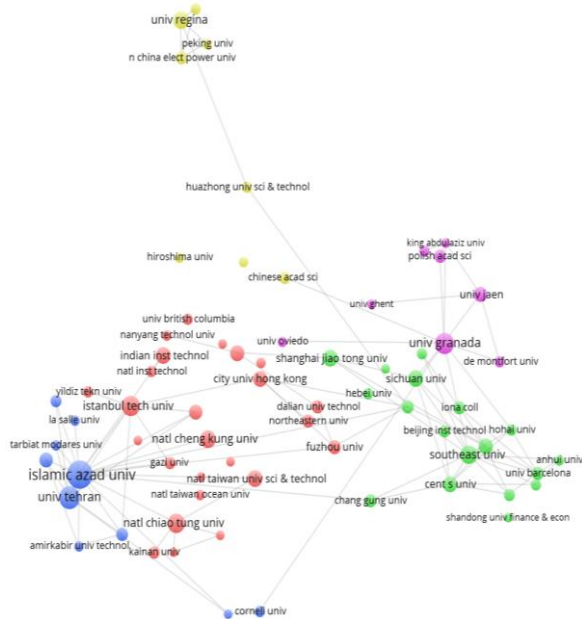 univ regina
peking univ
n china elect power univ
huazhong univ sci & technol
king abdulaziz univ
polish acad sci
hiroshima univ
chinese acad sci
univ jaen
univ ghent
univ british columbia
nanyang technol univ
univ oviedo
univ granada
indian inst technol
shanghai jiao tong univ
de montfort univ
natl inst technol
city univ hong kong
sichuan univ
yildiz tekn univ
hebei univ
istanbul tech univ
dalian univ technol
iona coll
la salle univ
northeastern univ
beijing inst technol
hohai univ
tarbiat modares univ
natl cheng kung univ
fuzhou univ
southeast univ
gazi univ
anhui univ
islamic azad univ
natl taiwan univ sci & technol
univ barcelona
cent s univ
univ tehran
natl taiwan ocean univ
chang gung univ
natl chiao tung univ
shandong univ finance & econ
amirkabir univ technol
kainan univ
cornell univ